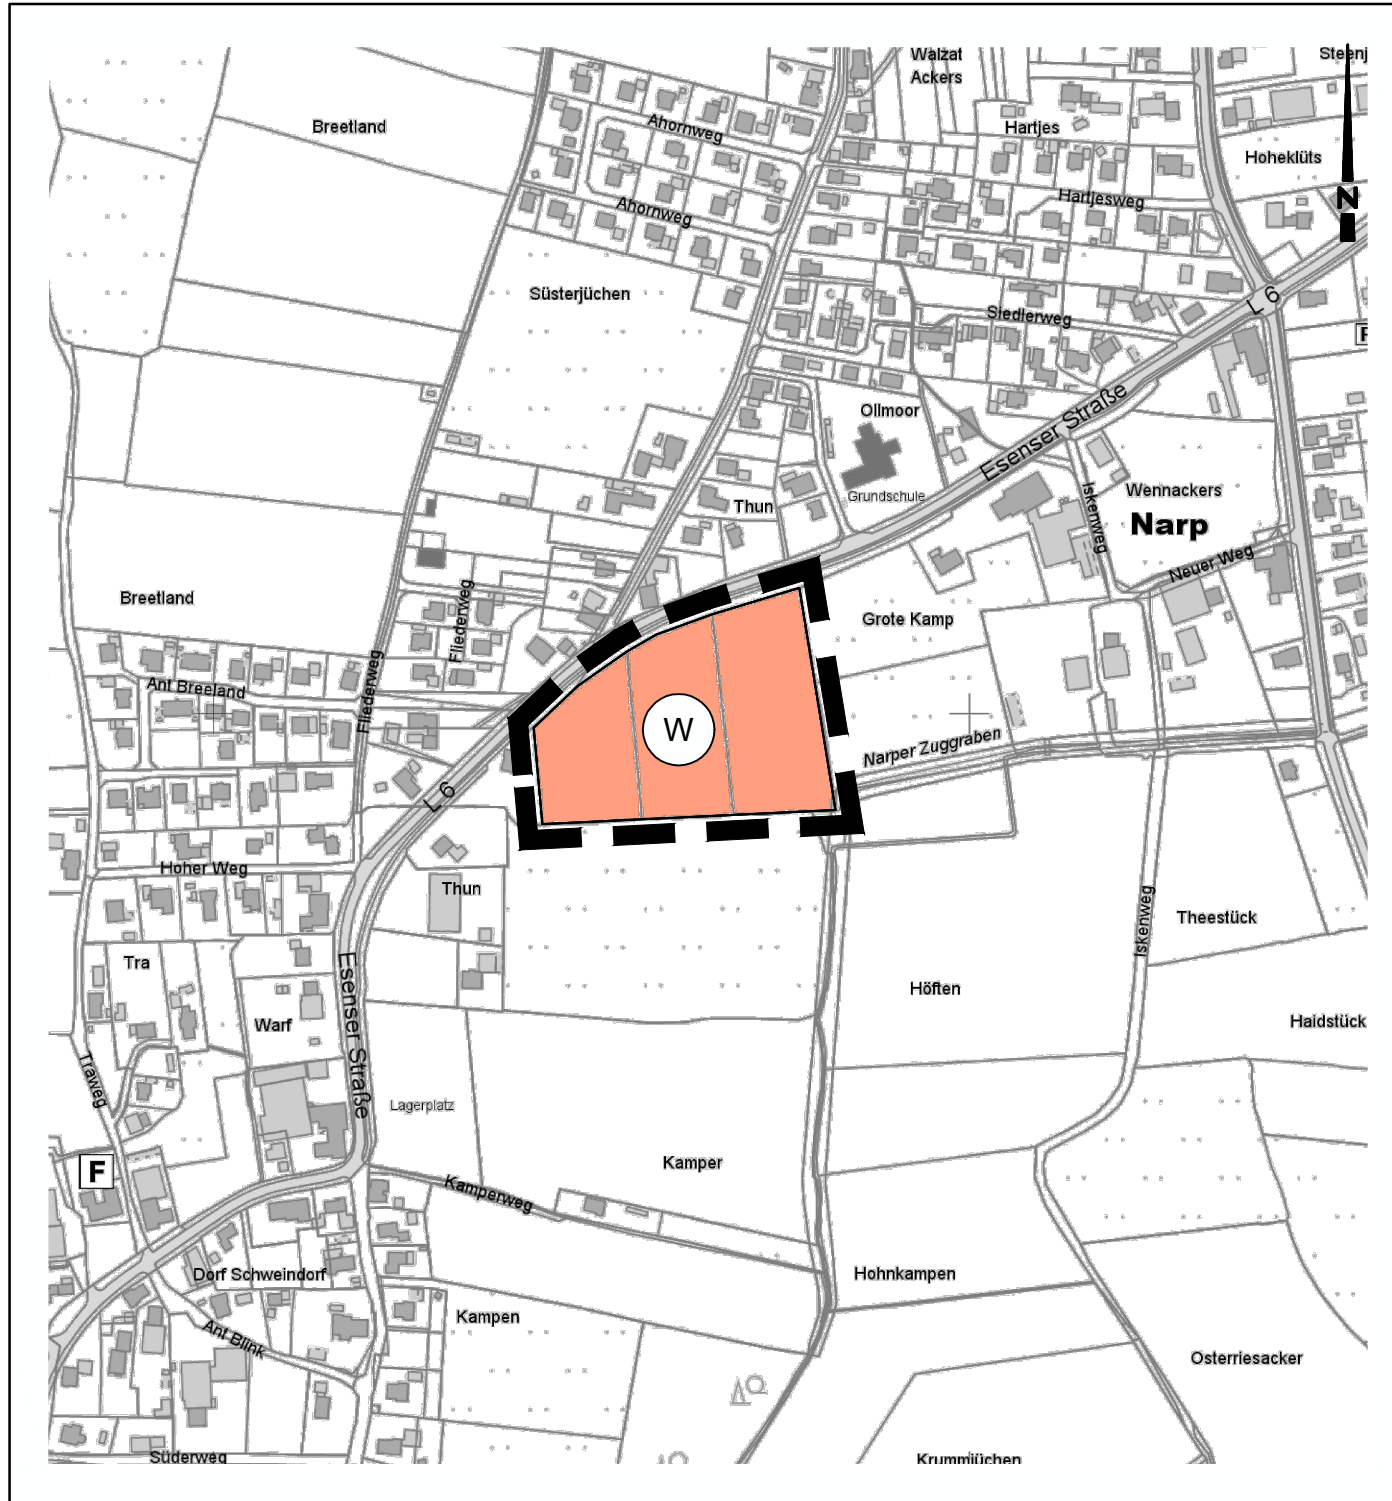 Walzat
Ackers
Steenj
Breetland
Ahornweg
Hartjes
Hoheklüts
N
Hartjesweg
Ahornweg
Süsterjüchen
L 6
Siedlerweg
Esenser Straße
Ollmoor
Grundschule
Thun
Iskenweg
Wennackers
Narp
Neuer Weg
Breetland
Fliederweg
Grote Kamp
Fliederweg
Ant Breeland
W
Narper Zuggraben
L 6
Hoher Weg
Thun
Iskenweg
Theestück
Tra
Esenser Straße
Höften
Warf
Haidstück
Traweg
Lagerplatz
F
Kamper
Kamperweg
Dorf Schweindorf
Hohnkampen
Kampen
Ant Blink
Osterriesacker
Süderweg
Krummjüchen